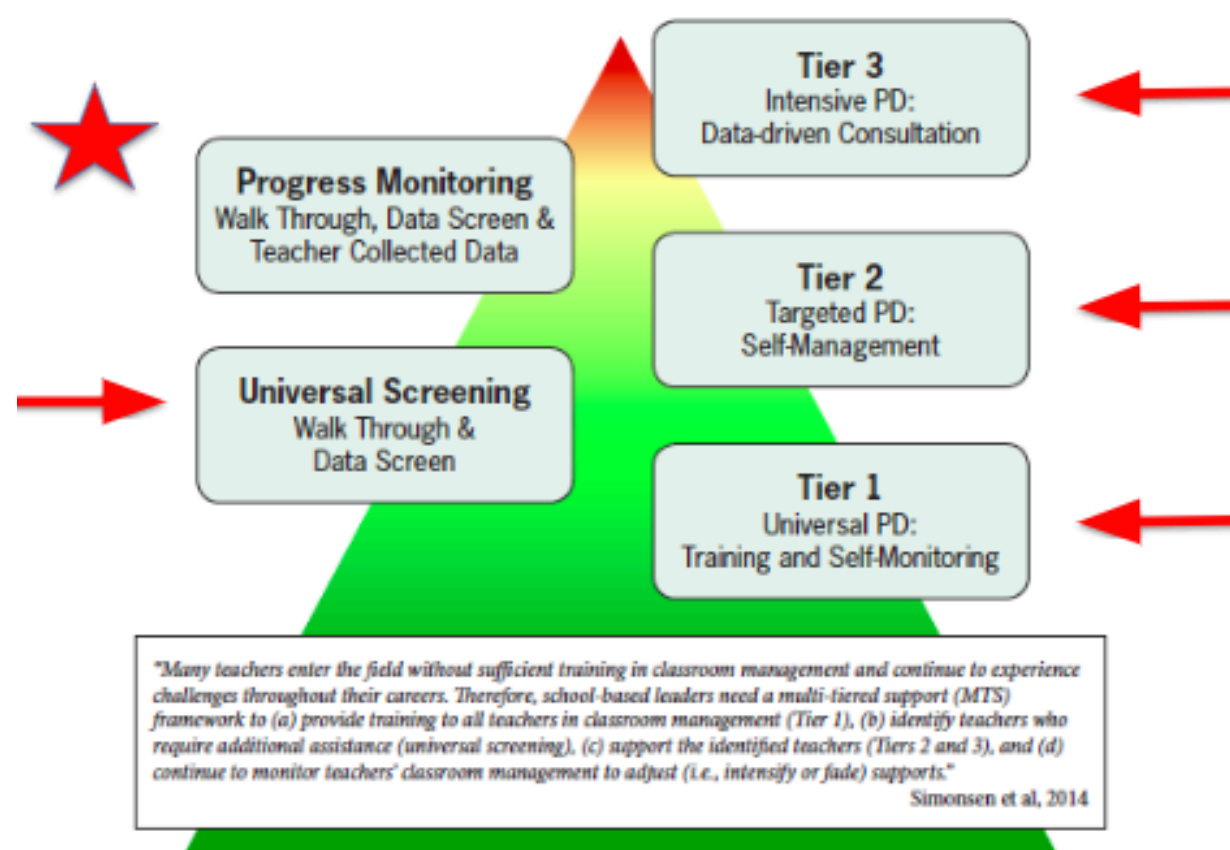 Tier 3
Intensive PD:
Data-driven Consultation
Progress Monitoring
Walk Through, Data Screen &
Teacher Collected Data
Tier 2
Targeted PD:
Self-Management
Universal Screening
Walk Through &
Data Screen
Tier 1
Universal PD:
Training and Self-Monitoring
"Many teachers enter the field without sufficient training in classroom management and continue to experience
challenges throughout their careers. Therefore, school-based leaders need a multi-tiered support (MTS)
framework to (a) provide training to all teachers in classroom management (Tier 1), (b) identify teachers who
require additional assistance (universal screening), (c) support the identified teachers (Tiers 2 and 3), and (d)
continue to monitor teachers' classroom management to adjust (i.e., intensify or fade) supports."
Simonsen et al, 2014